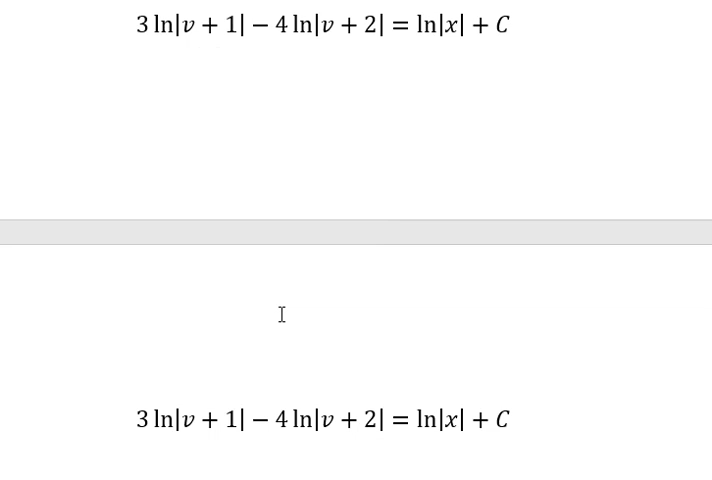 3 ln|v + 1| − 4 ln|v + 2| = ln|x| + C
3 ln|v + 1| − 4 ln|v + 2| = ln|x| + C